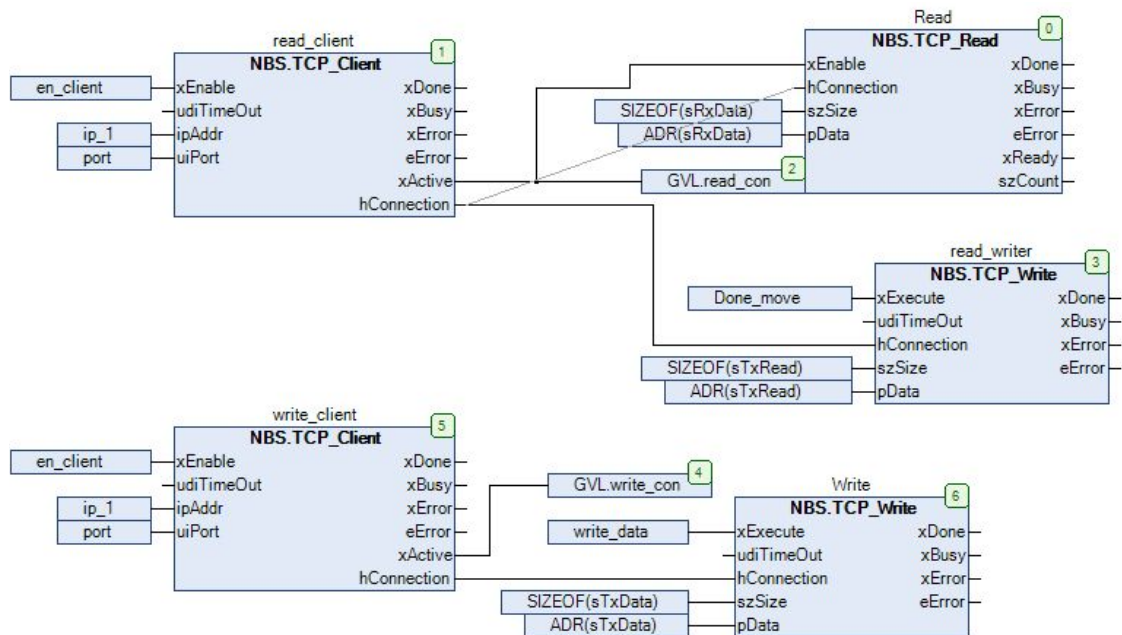 read_client
1
NBS.TCP_Client
en_client
xEnable
xDone
udiTimeOut
xBusy
ip_1
ipAddr
xError
port
uiPort
eError
xActive
hConnection
Read
0
NBS.TCP_Read
xEnable
xDone
hConnection
xBusy
SIZEOF(sRxData)
szSize
xError
ADR(sRxData)
pData
eError
xReady
GVL.read_con
2
szCount
read_writer
3
NBS.TCP_Write
Done_move
xExecute
xDone
udiTimeOut
xBusy
hConnection
xError
SIZEOF(sTxRead)
szSize
eError
ADR(sTxRead)
pData
write_client
5
NBS.TCP_Client
en_client
xEnable
xDone
udiTimeOut
xBusy
ip_1
ipAddr
xError
port
uiPort
eError
xActive
hConnection
GVL.write_con
4
Write
6
NBS.TCP_Write
write_data
xExecute
xDone
udiTimeOut
xBusy
hConnection
xError
SIZEOF(sTxData)
szSize
eError
ADR(sTxData)
pData